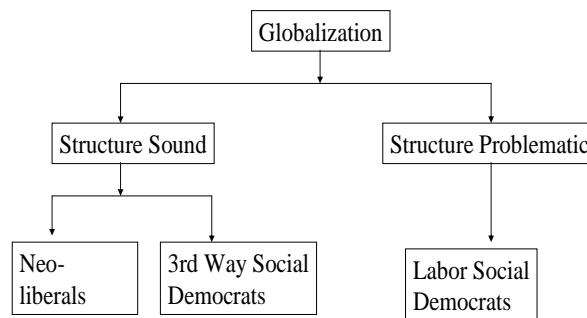 Globalization
Structure Sound
Structure Problematic
Neo-
liberals
3rd Way Social
Democrats
Labor Social
Democrats